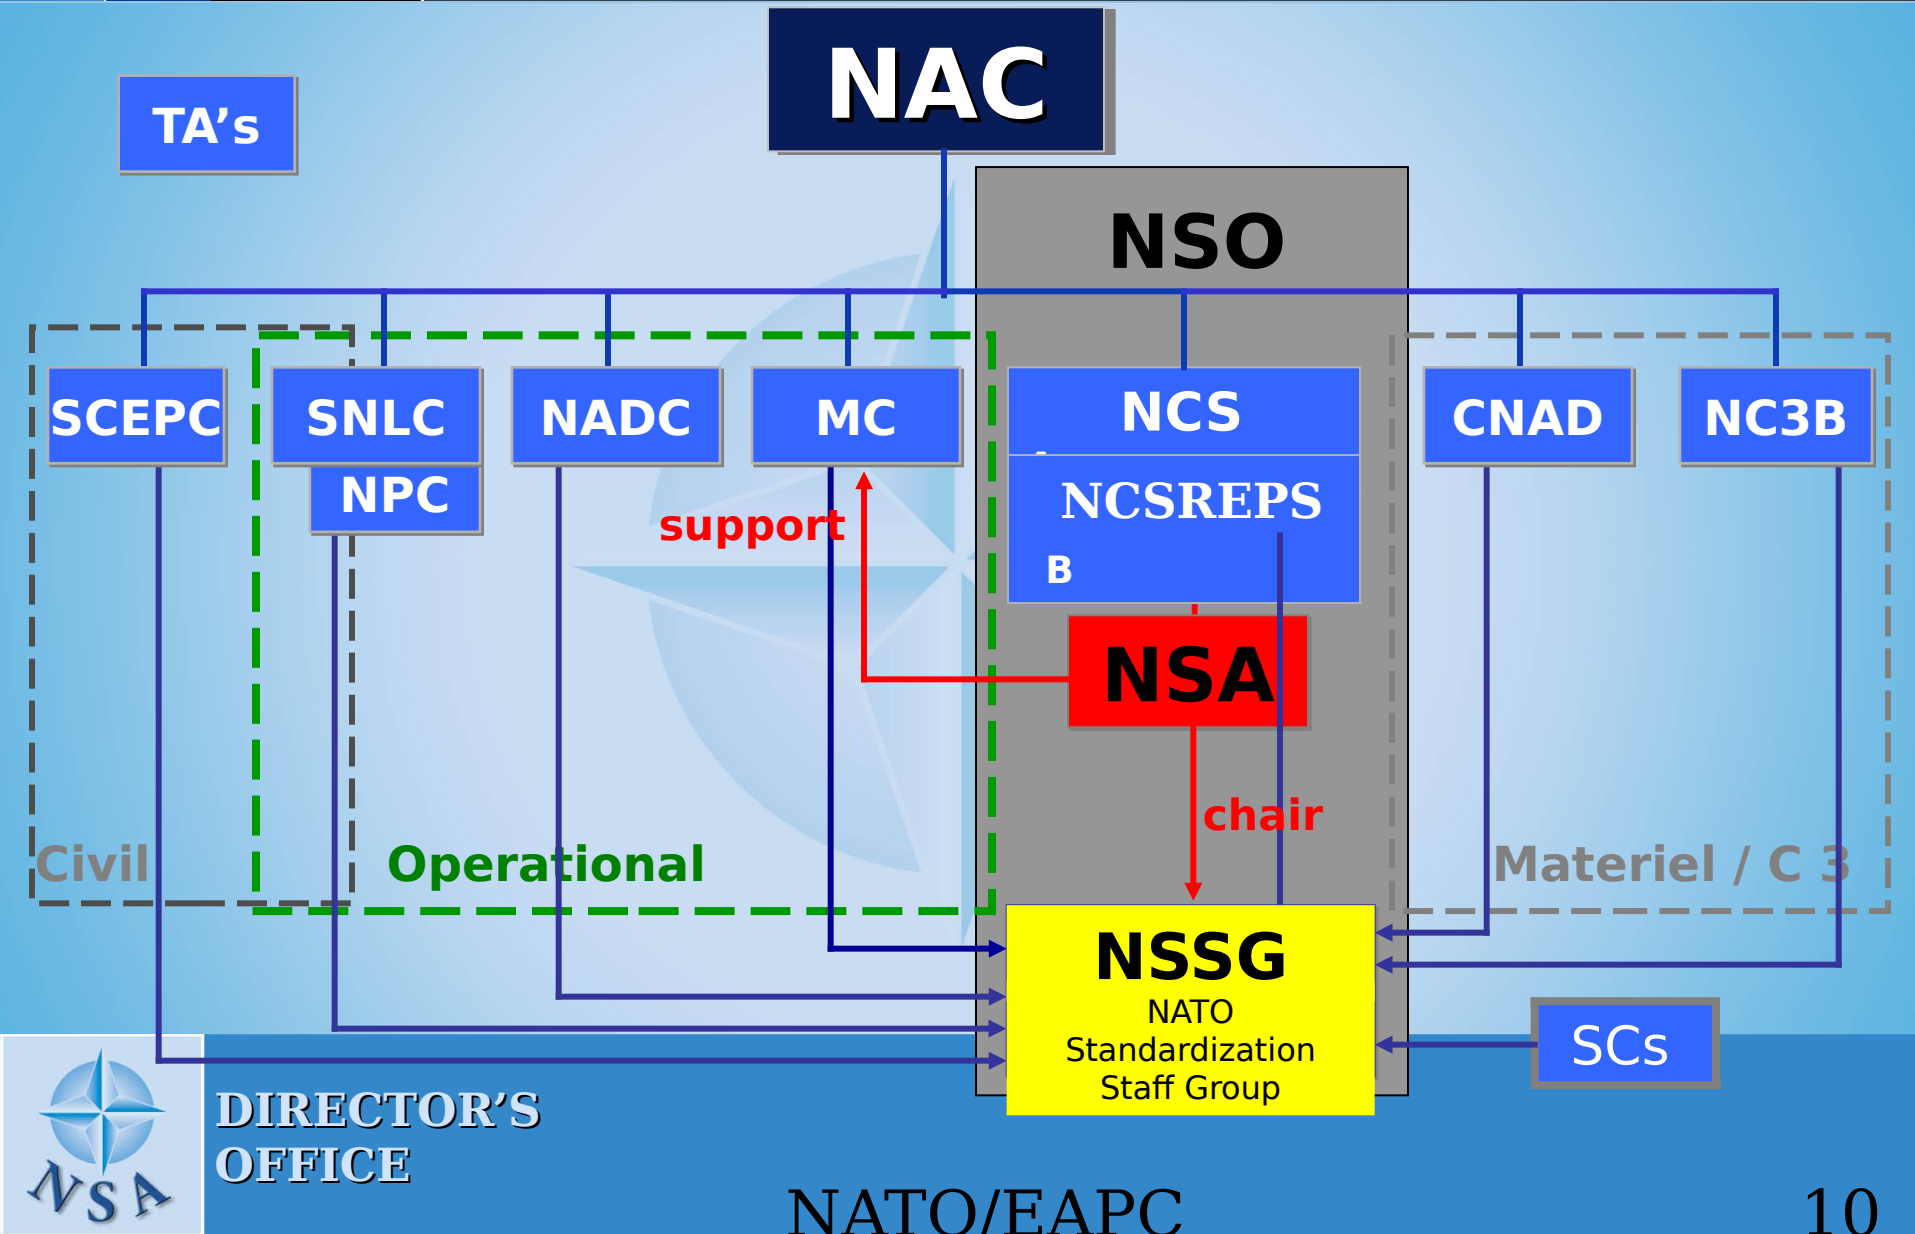 NAC
TA’s
NSO
SCEPC
SNLC
NADC
MC
NCS
CNAD
NC3B
NPC
NCSREPS
support
B
NSA
chair
Civil
Operational
Materiel / C 3
NSSG
NATO
Standardization
Staff Group
SCs
DIRECTOR’S
OFFICE
NSA
NATO/EAPC
10